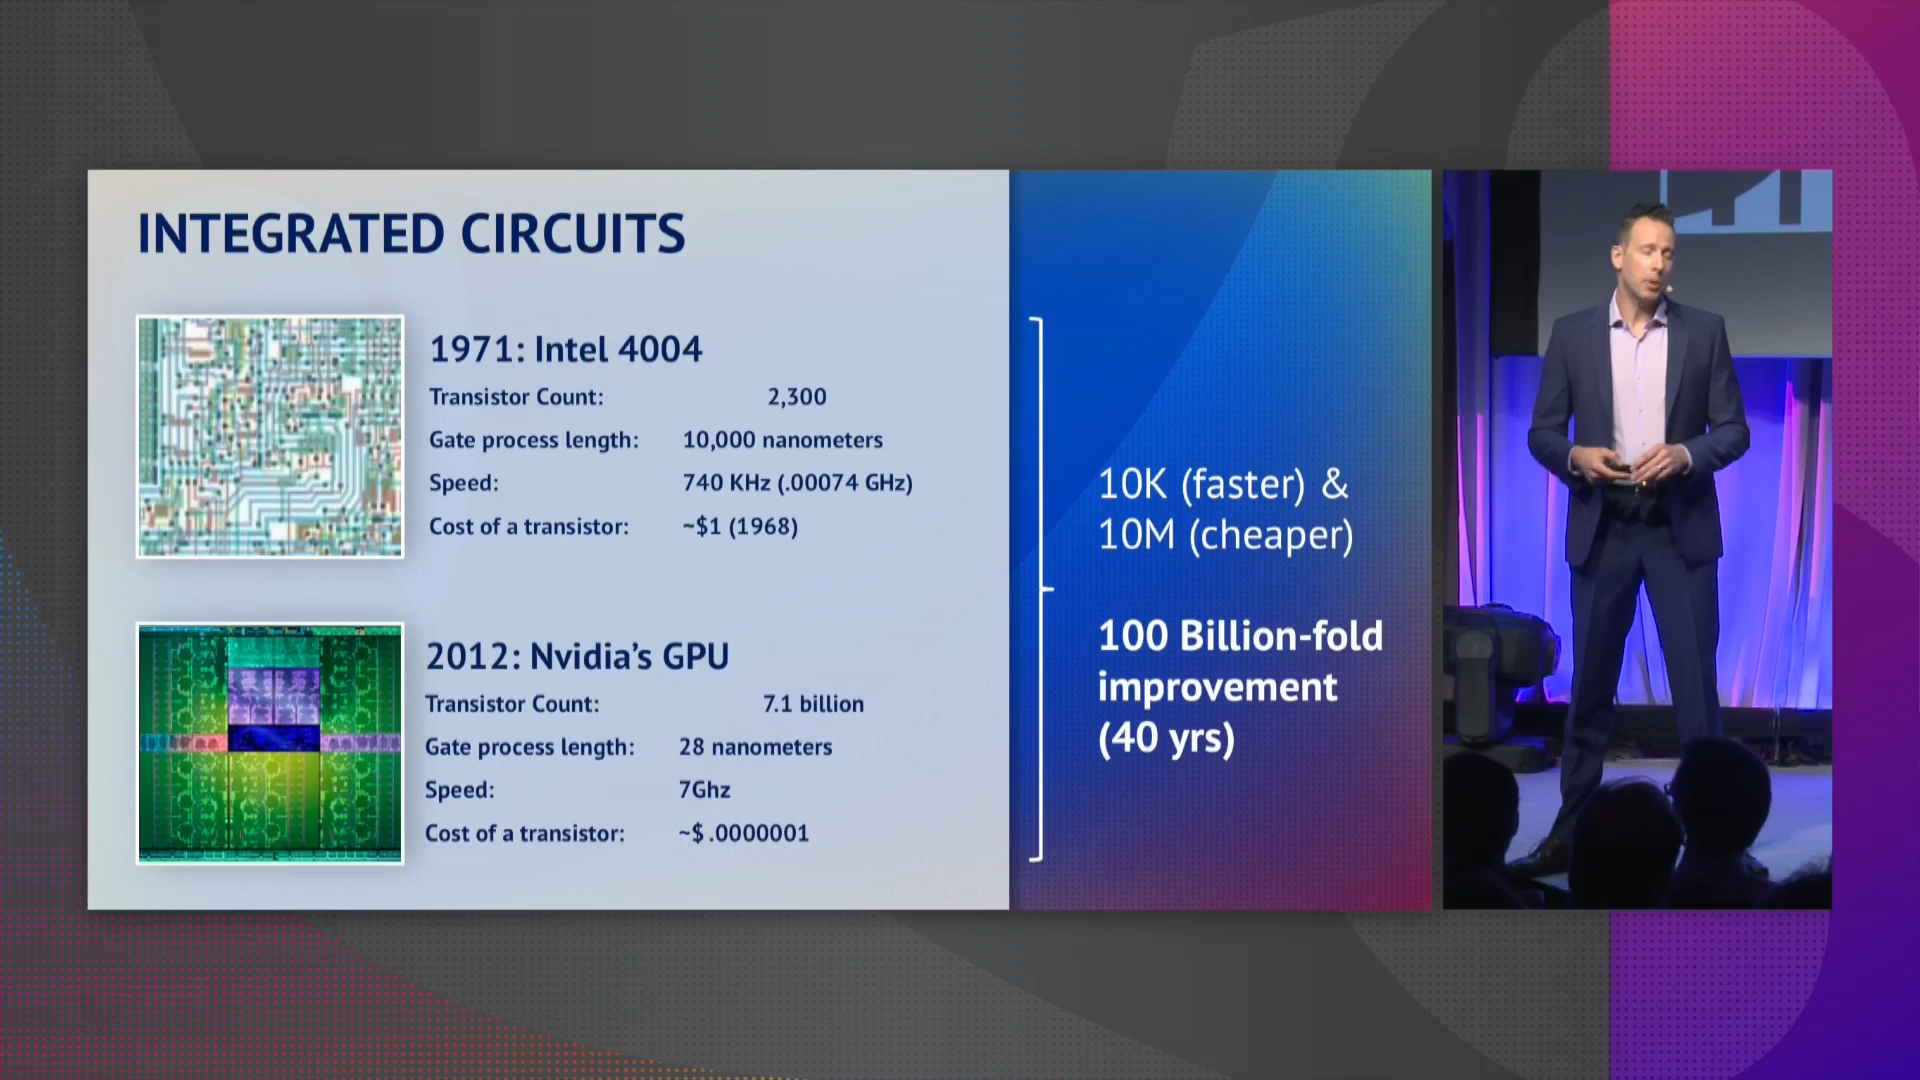 INTEGRATED CIRCUITS
1971: Intel 4004
Transistor Count: 2,300
Gate process length: 10,000 nanometers
Speed: 740 KHz (.00074 GHz)
Cost of a transistor: ~$1 (1968)
2012: Nvidia’s GPU
Transistor Count: 7.1 billion
Gate process length: 28 nanometers
Speed: 7Ghz
Cost of a transistor: ~$ .0000001
10K (faster) &
10M (cheaper)
100 Billion-fold
improvement
(40 yrs)